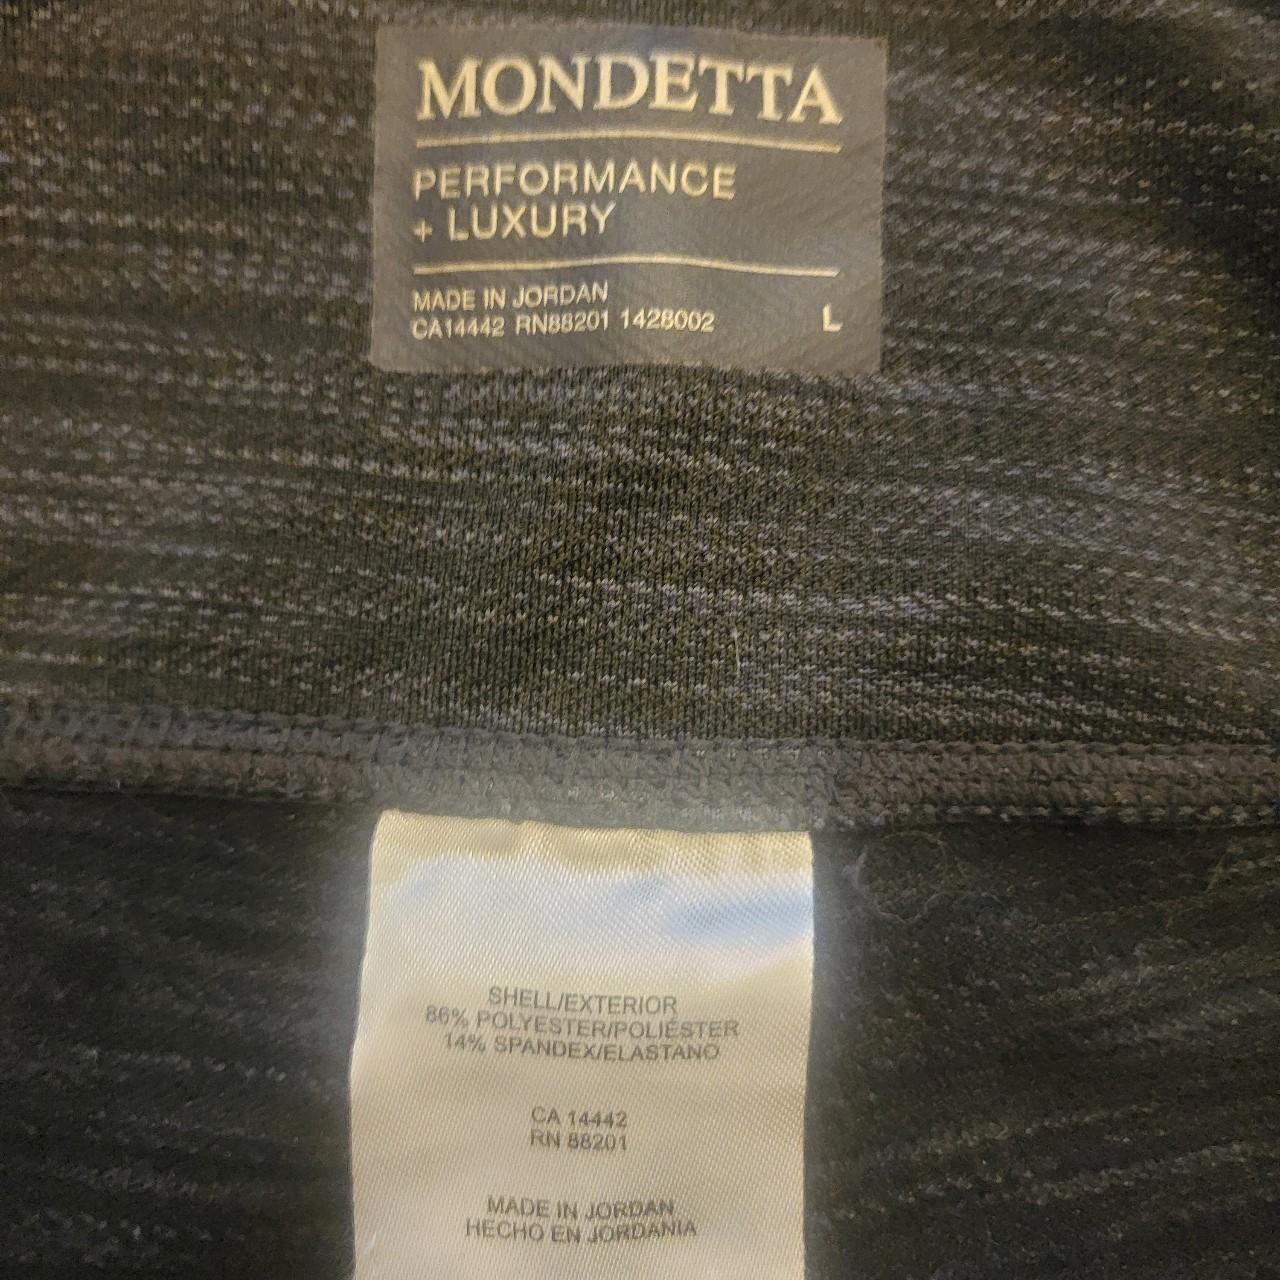 MONDETTA
PERFORMANCE
+ LUXURY
MADE IN JORDAN
CA14442 RN88201 1428002 L
SHELL/EXTERIOR
86% POLYESTER/POLIÉSTER
14% SPANDEX/ELASTANO
CA 14442
RN 88201
MADE IN JORDAN
HECHO EN JORDANIA